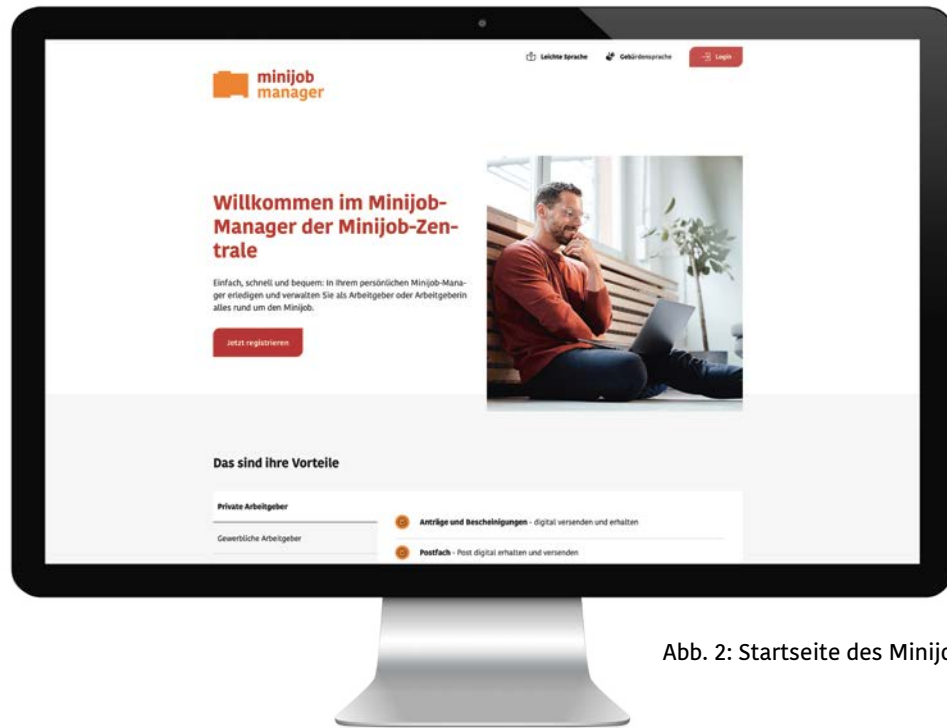 Leichte Sprache Gebärdensprache Login
minijob
manager
Willkommen im Minijob-
Manager der Minijob-Zen-
trale
Einfach, schnell und bequem: In Ihrem persönlichen Minijob-Mana-
ger erledigen und verwalten Sie als Arbeitgeber oder Arbeitgeberin
alles rund um den Minijob.
Jetzt registrieren
Das sind ihre Vorteile
Private Arbeitgeber
Gewerbliche Arbeitgeber
Anträge und Bescheinigungen - digital versenden und erhalten
Postfach - Post digital erhalten und versenden
Abb. 2: Startseite des Minijo